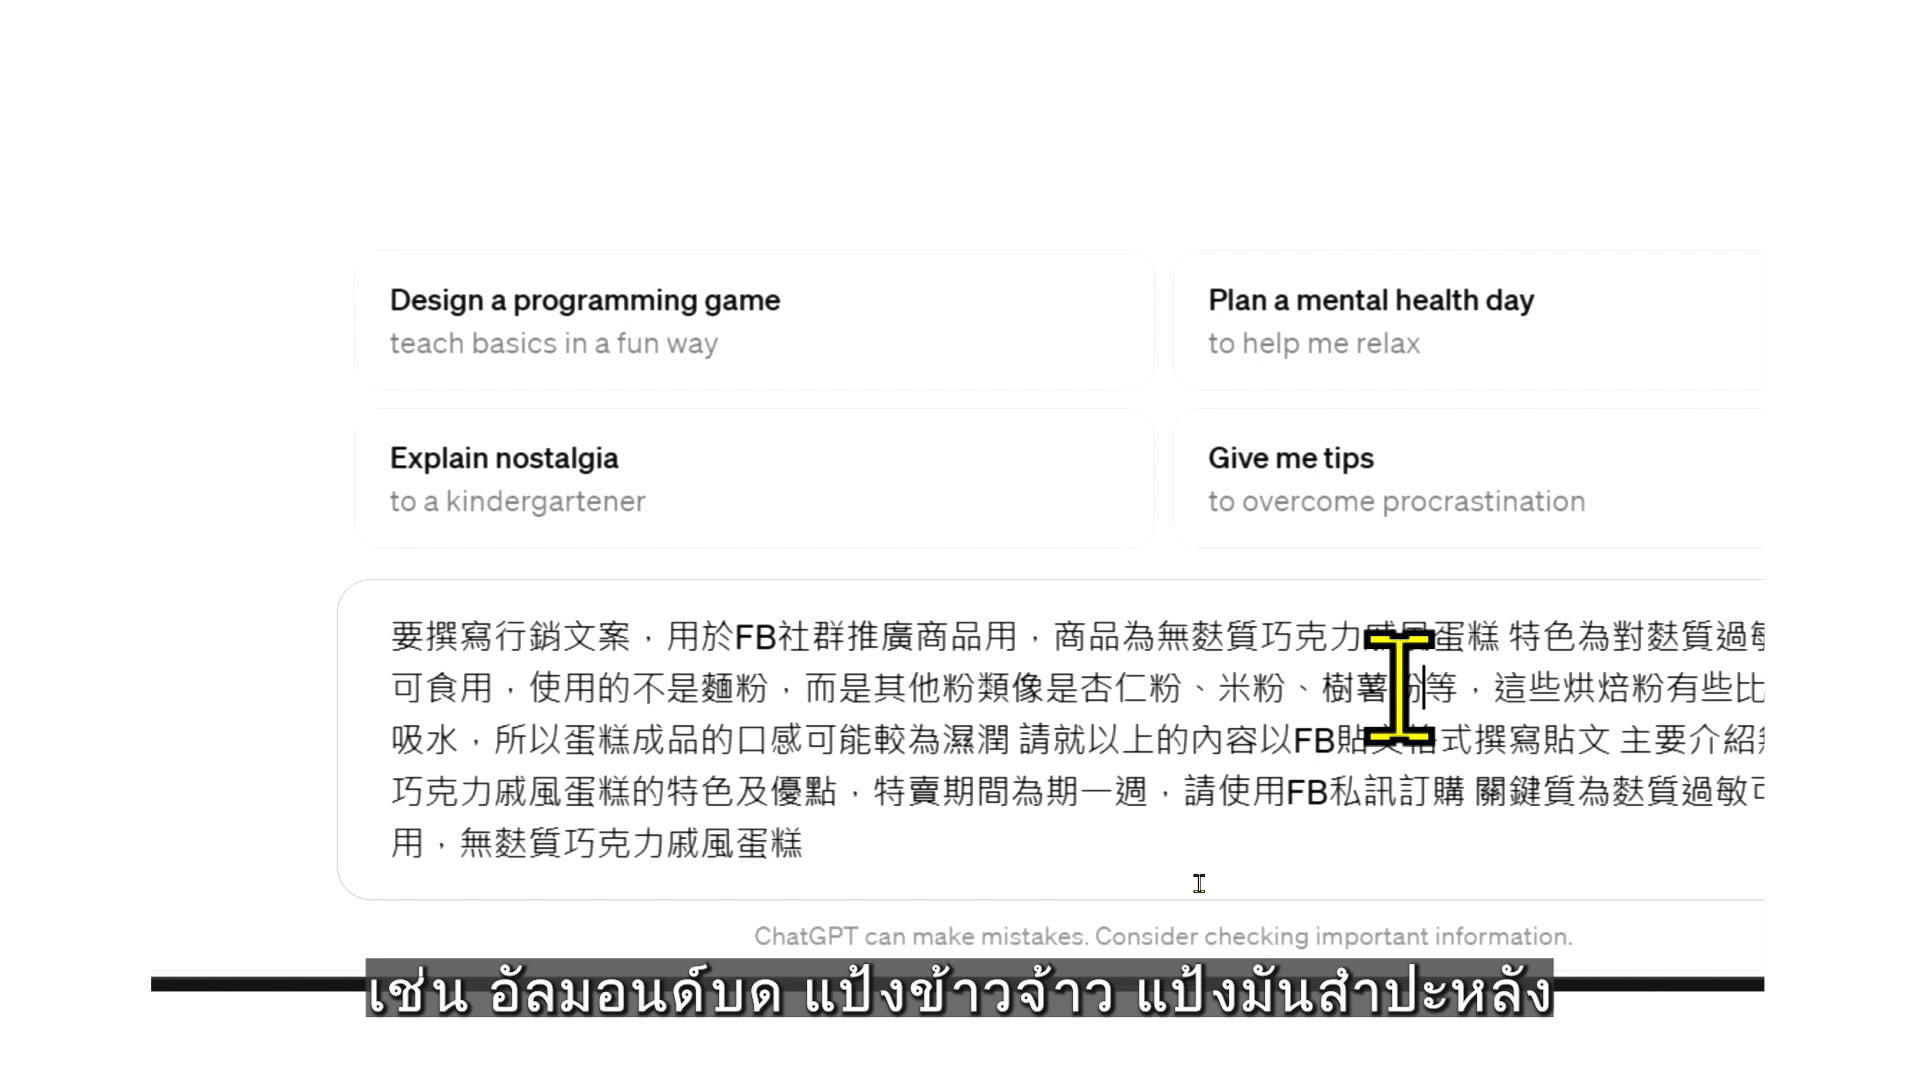 Design a programming game
teach basics in a fun way
Plan a mental health day
to help me relax
Explain nostalgia
to a kindergartener
Give me tips
to overcome procrastination
要撰寫行銷文案，用於FB社群推廣商品用，商品為無麩質巧克力戚風蛋糕 特色為對麩質過敏
可食用，使用的不是麵粉，而是其他粉類像是杏仁粉、米粉、樹薯粉等，這些烘焙粉有些比
吸水，所以蛋糕成品的口感可能較為濕潤 請就以上的內容以FB貼文格式撰寫貼文 主要介紹
巧克力戚風蛋糕的特色及優點，特賣期間為期一週，請使用FB私訊訂購 關鍵質為麩質過敏可
用，無麩質巧克力戚風蛋糕
ChatGPT can make mistakes. Consider checking important information.
เช่น อัลมอนด์บด แป้งข้าวจ้าว แป้งมันสำปะหลัง